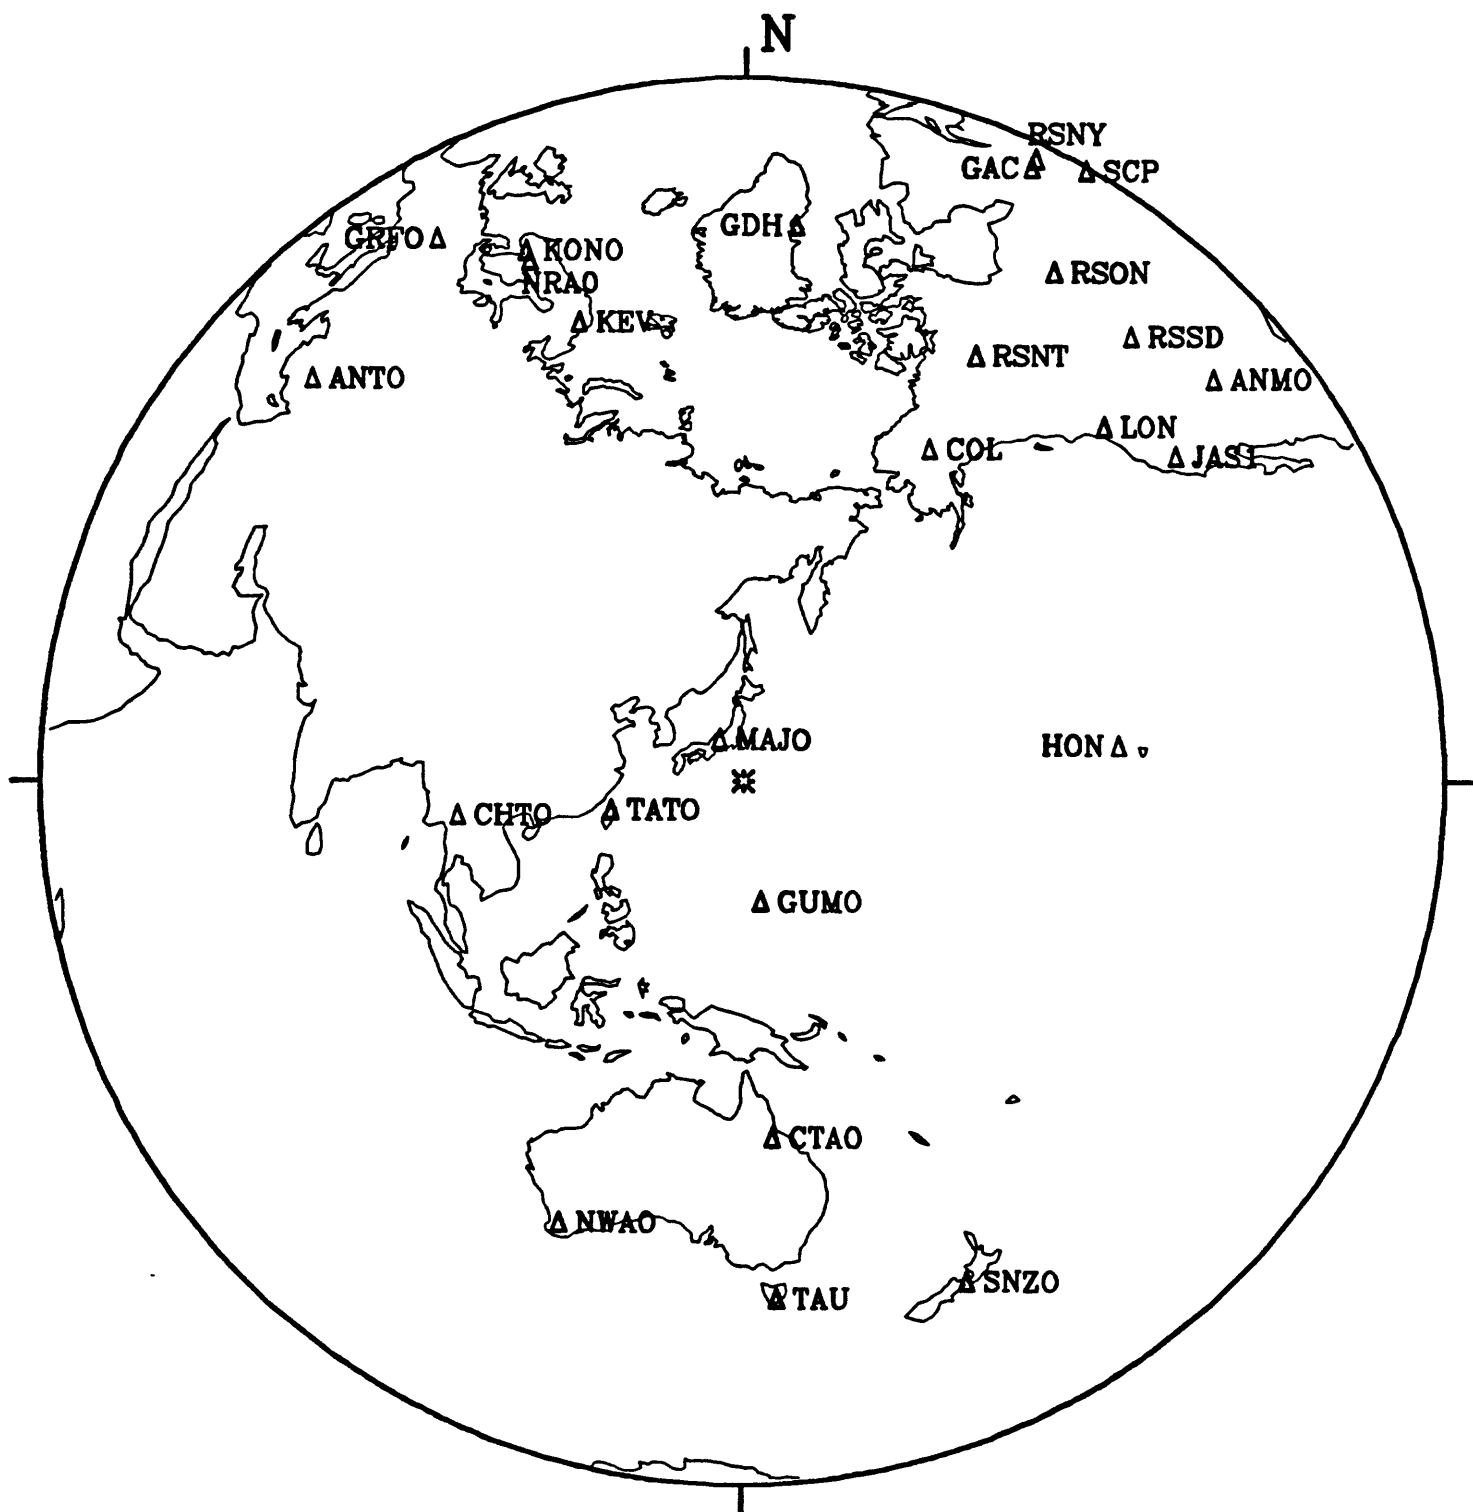 N
RSNY
GAC
SCP
GDH
GRFO
KONO
NRAO
RSON
KEV
RSSD
RSNT
ANTO
ANMO
LON
COL
JAS1
MAJO
HON
CHTO
TATO
GUMO
CTAO
NWAO
SNZO
TAU